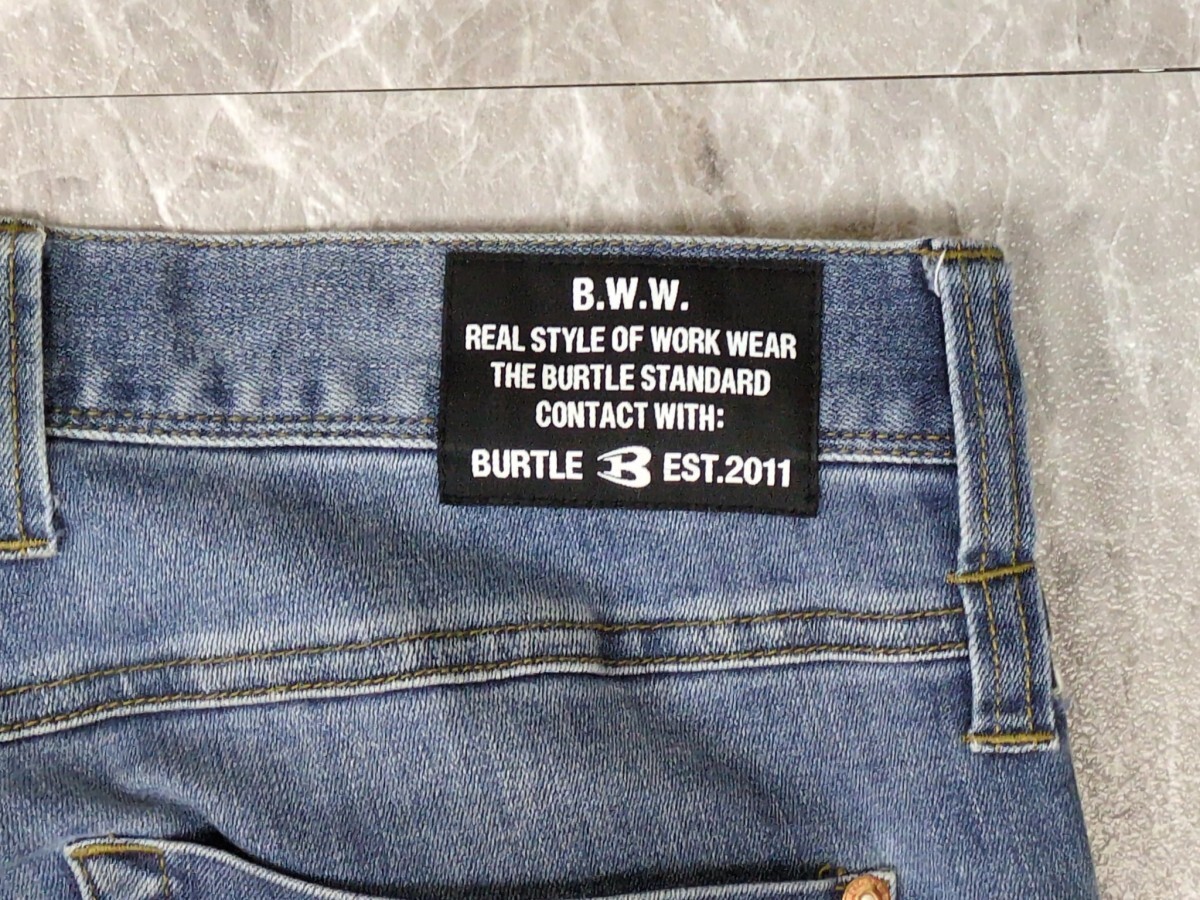 B.W.W.
REAL STYLE OF WORK WEAR
THE BURTLE STANDARD
CONTACT WITH:
BURTLE B EST.2011